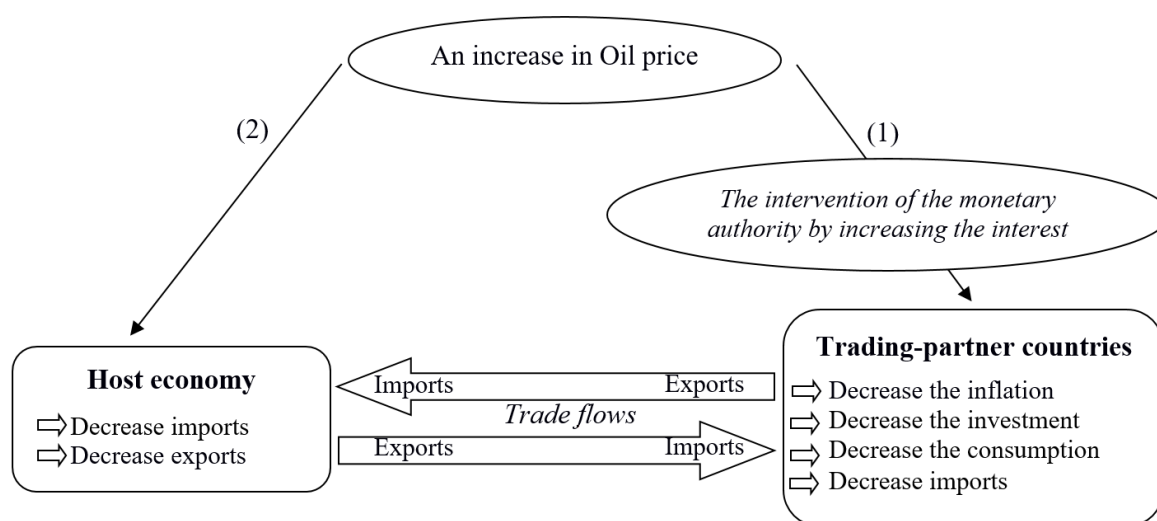 An increase in Oil price
(2)
(1)
The intervention of the monetary
authority by increasing the interest
Host economy
Decrease imports
Decrease exports
Imports
Exports
Trade flows
Exports
Imports
Trading-partner countries
Decrease the inflation
Decrease the investment
Decrease the consumption
Decrease imports